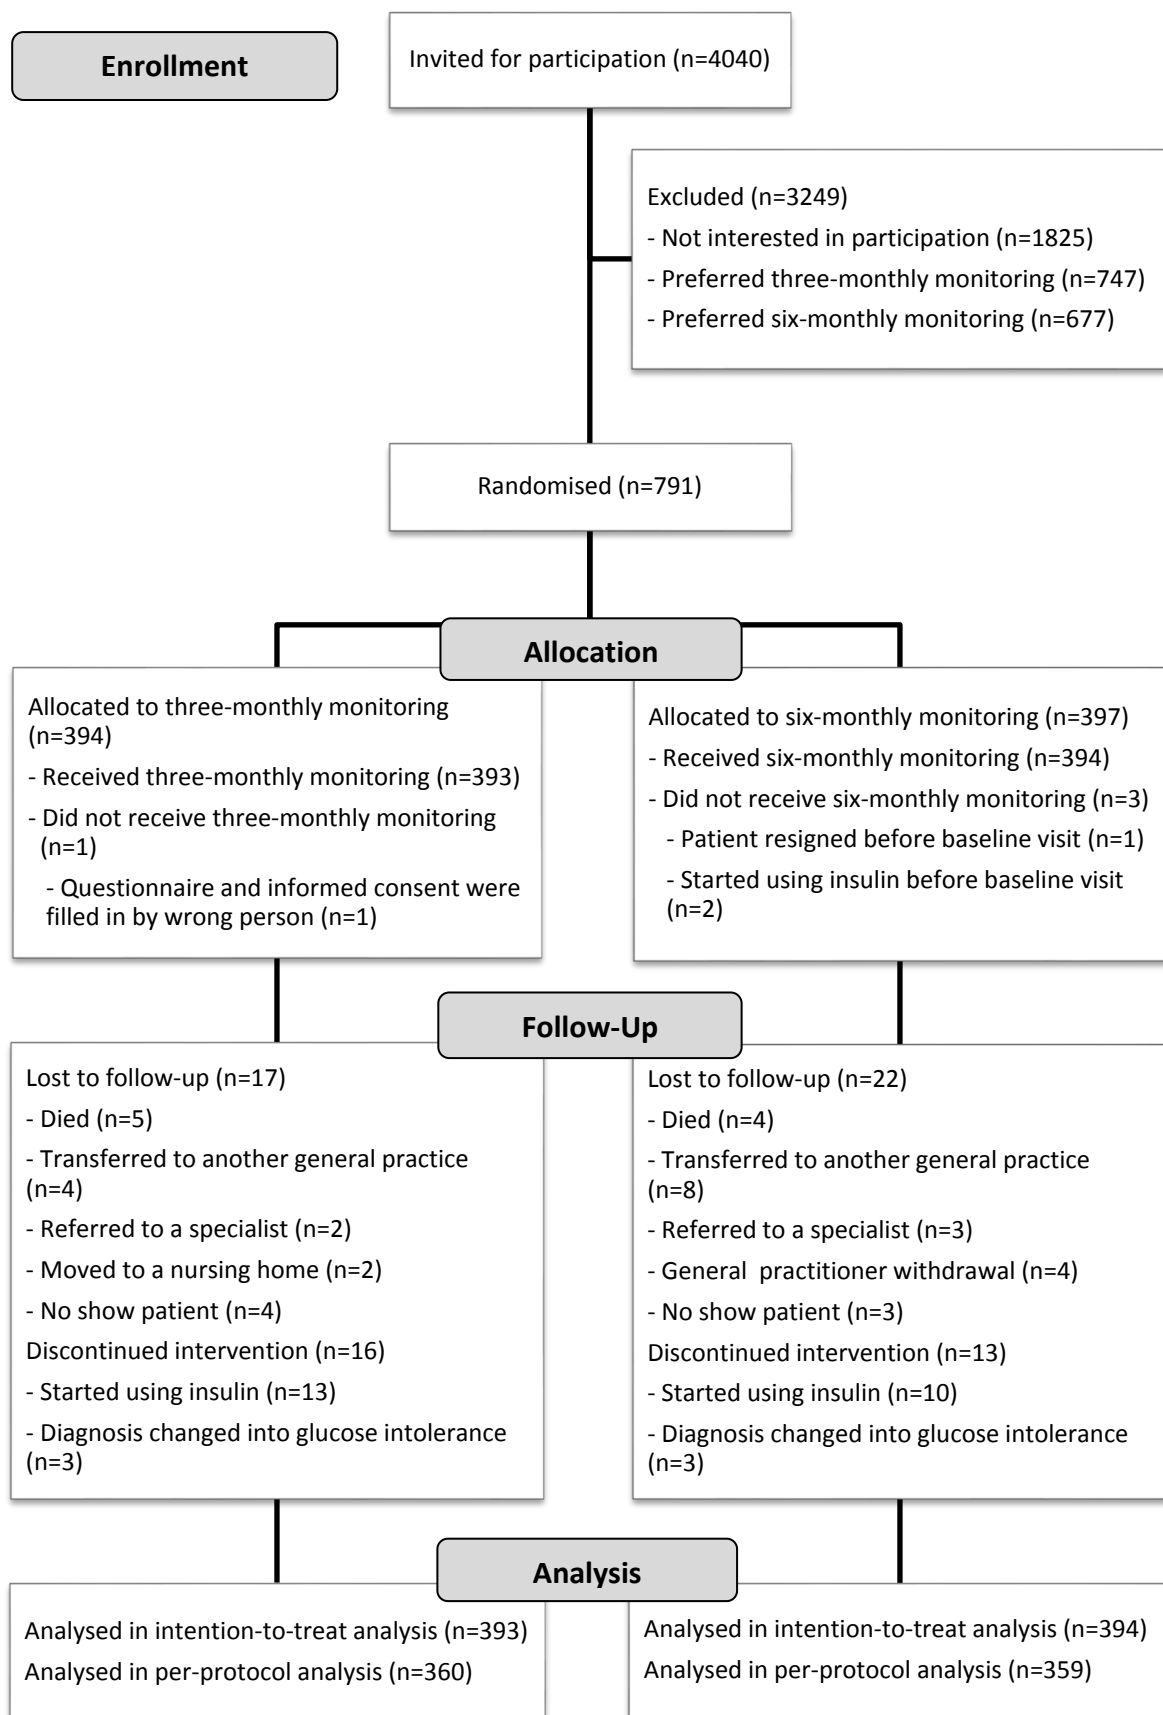 Enrollment
Invited for participation (n=4040)
Excluded (n=3249)
- Not interested in participation (n=1825)
- Preferred three-monthly monitoring (n=747)
- Preferred six-monthly monitoring (n=677)
Randomised (n=791)
Allocation
Allocated to three-monthly monitoring
(n=394)
- Received three-monthly monitoring (n=393)
- Did not receive three-monthly monitoring
(n=1)
- Questionnaire and informed consent were
filled in by wrong person (n=1)
Allocated to six-monthly monitoring (n=397)
- Received six-monthly monitoring (n=394)
- Did not receive six-monthly monitoring (n=3)
- Patient resigned before baseline visit (n=1)
- Started using insulin before baseline visit
(n=2)
Follow-Up
Lost to follow-up (n=17)
- Died (n=5)
- Transferred to another general practice
(n=4)
- Referred to a specialist (n=2)
- Moved to a nursing home (n=2)
- No show patient (n=4)
Discontinued intervention (n=16)
- Started using insulin (n=13)
- Diagnosis changed into glucose intolerance
(n=3)
Lost to follow-up (n=22)
- Died (n=4)
- Transferred to another general practice
(n=8)
- Referred to a specialist (n=3)
- General  practitioner withdrawal (n=4)
- No show patient (n=3)
Discontinued intervention (n=13)
- Started using insulin (n=10)
- Diagnosis changed into glucose intolerance
(n=3)
Analysis
Analysed in intention-to-treat analysis (n=393)
Analysed in per-protocol analysis (n=360)
Analysed in intention-to-treat analysis (n=394)
Analysed in per-protocol analysis (n=359)